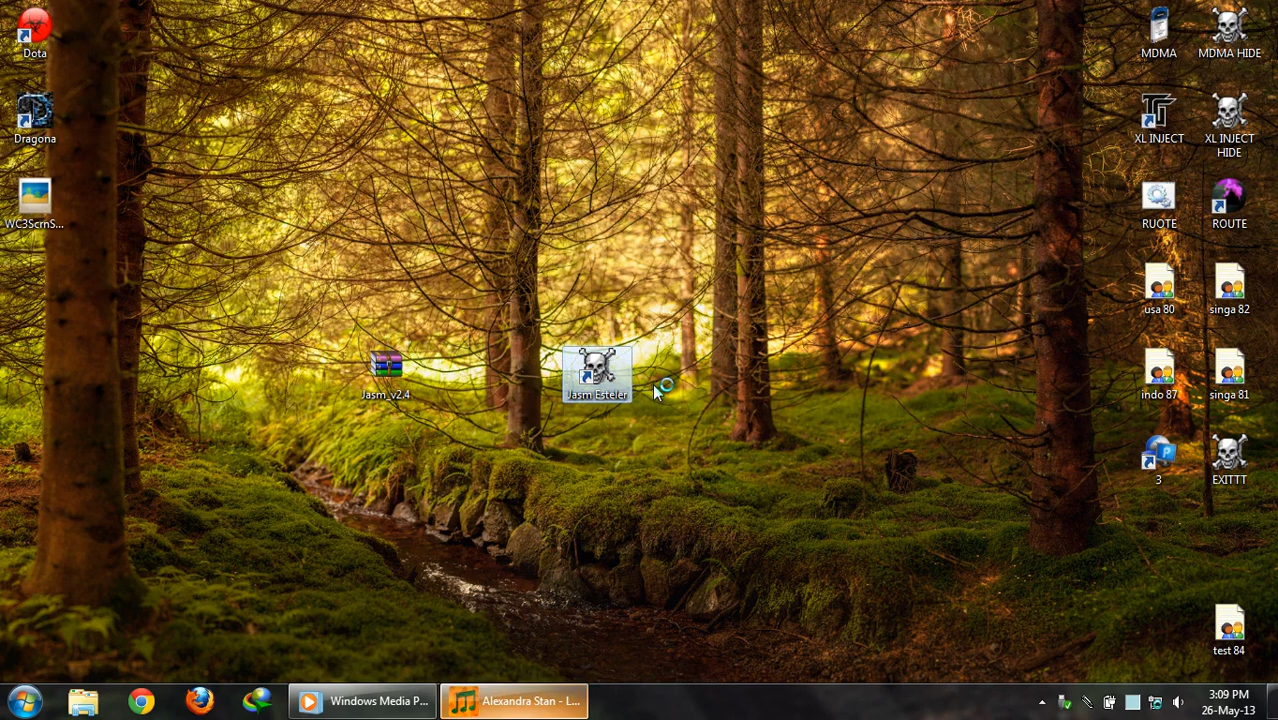 Dota
Dragona
WC3ScrnS...
Jasm_v2.4
Jasm Esteler
MDMA
MDMA HIDE
XL INJECT
XL INJECT
HIDE
RUOTE
ROUTE
usa 80
singa 82
indo 87
singa 81
3
EXITTT
test 84
Windows Media P...
Alexandra Stan - L...
3:09 PM
26-May-13